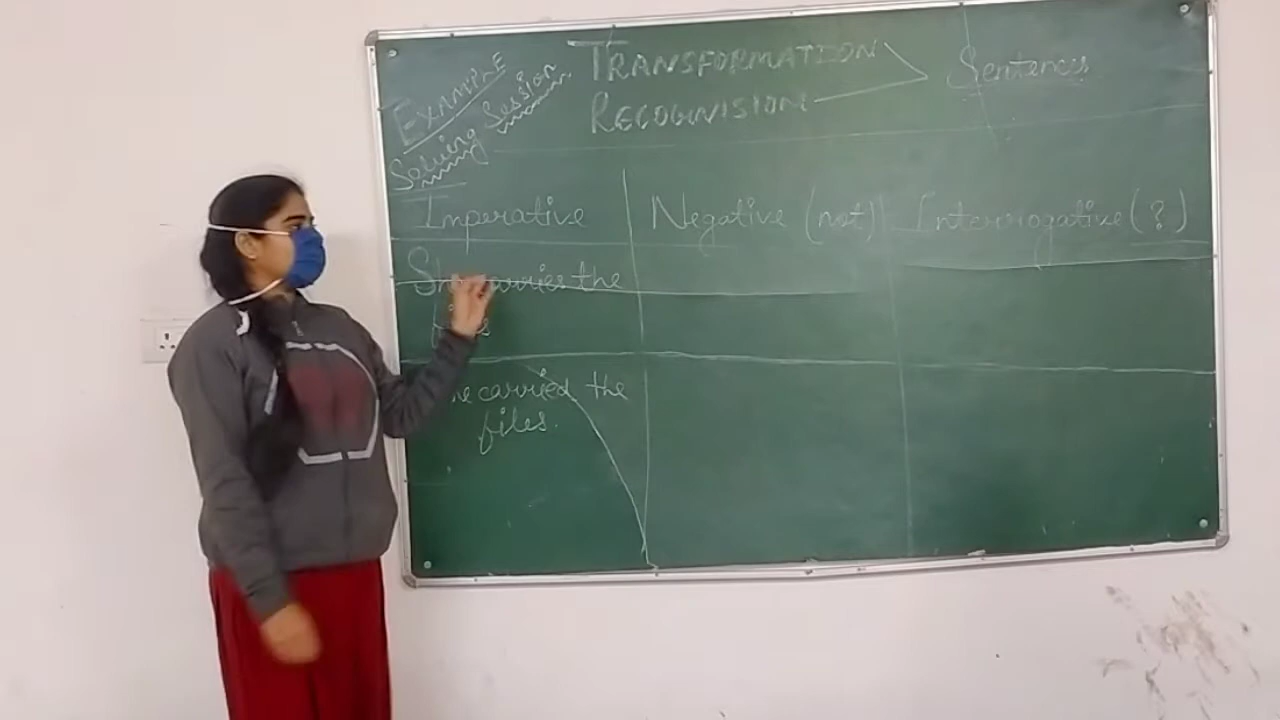 EXAMPLE
Solving Session
TRANSFORMATION
RECOGNISION
Sentences
Imperative
Negative (not)
Interrogative (?)
carries the
carried the
files.